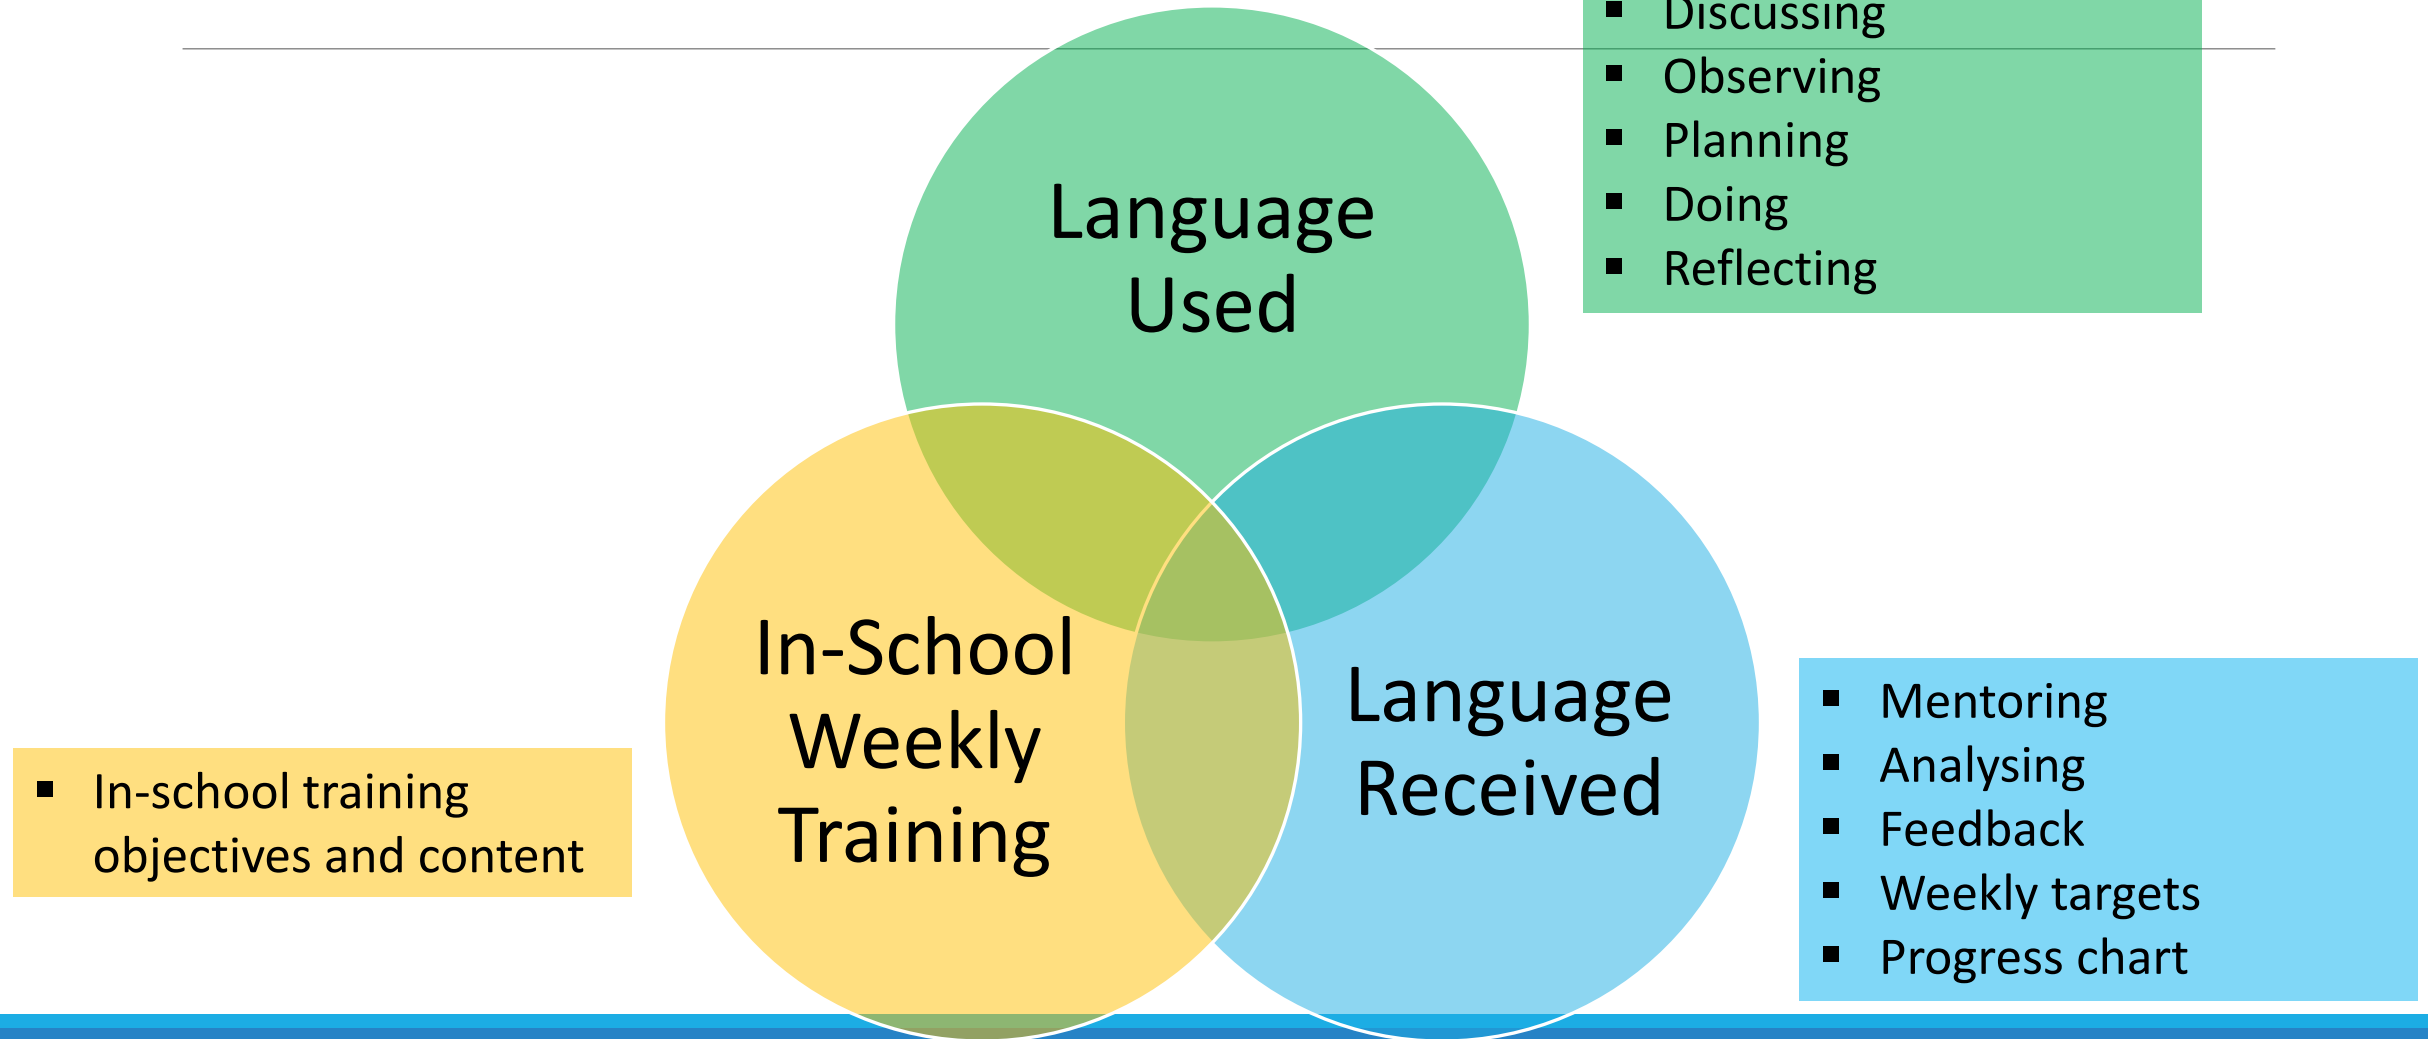 Discussing
Observing
Planning
Doing
Reflecting
Language
Used
In-School
Weekly
Training
Language
Received
In-school training
objectives and content
Mentoring
Analysing
Feedback
Weekly targets
Progress chart